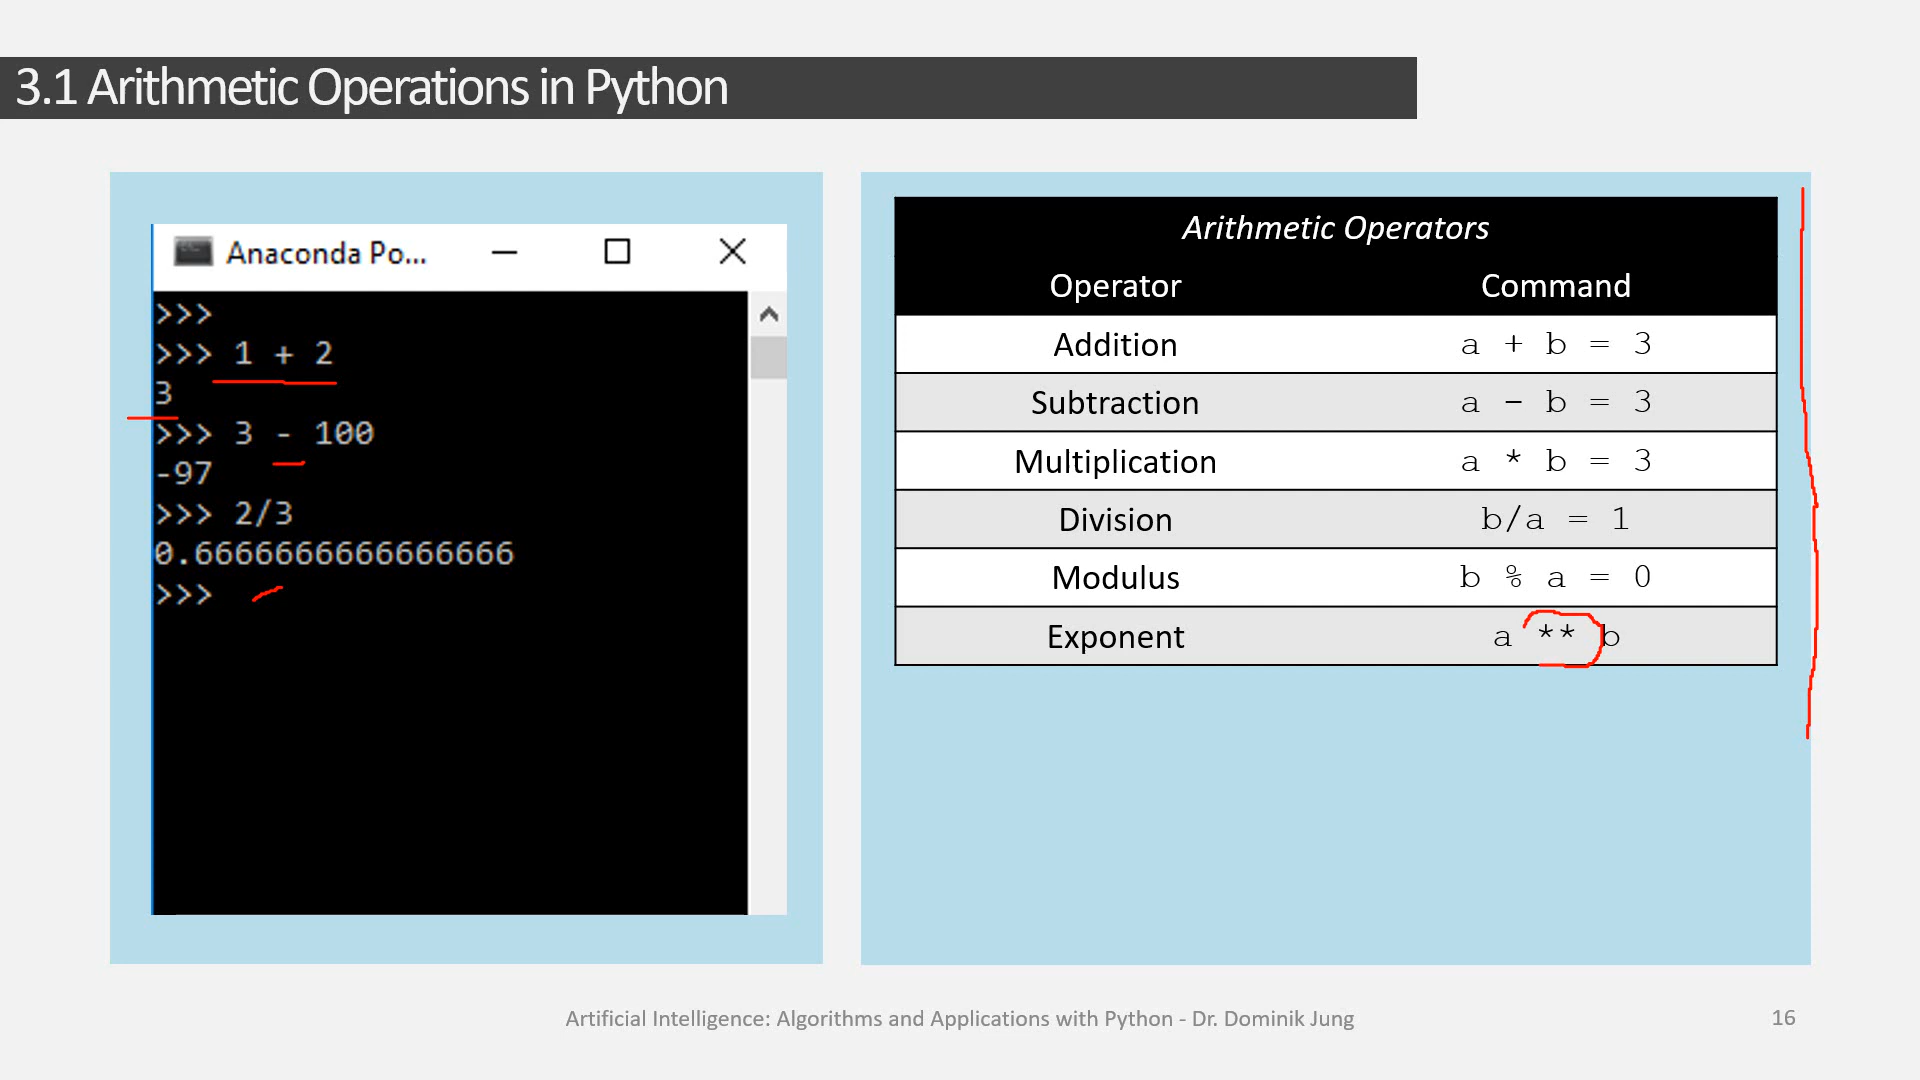 3.1 Arithmetic Operations in Python
Anaconda Po...
>>>
>>> 1 + 2
3
>>> 3 - 100
-97
>>> 2/3
0.6666666666666666
>>>
Arithmetic Operators
Operator Command
Addition a + b = 3
Subtraction a - b = 3
Multiplication a * b = 3
Division b/a = 1
Modulus b % a = 0
Exponent a ** b
Artificial Intelligence: Algorithms and Applications with Python - Dr. Dominik Jung
16